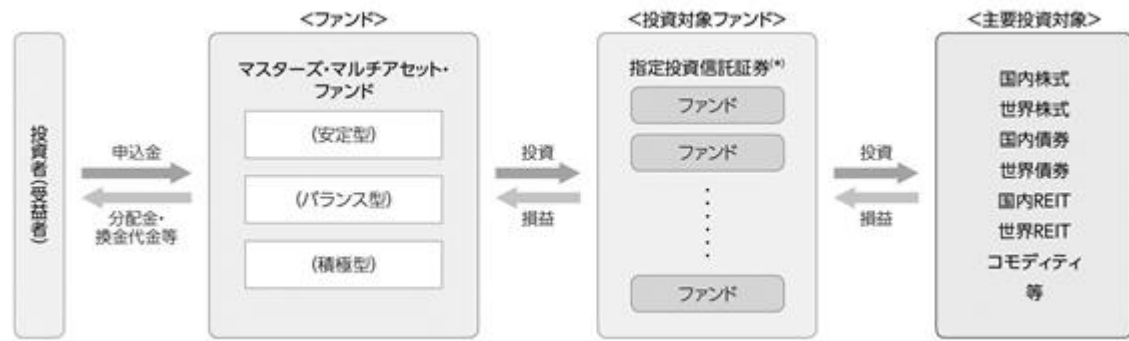 <ファンド>
<投資対象ファンド>
<主要投資対象>
投資者(受益者)
申込金
分配金・
換金代金等
マスターズ・マルチアセット・
ファンド
(安定型)
(バランス型)
(積極型)
投資
損益
指定投資信託証券(*)
ファンド
ファンド
ファンド
投資
損益
国内株式
世界株式
国内債券
世界債券
国内REIT
世界REIT
コモディティ
等